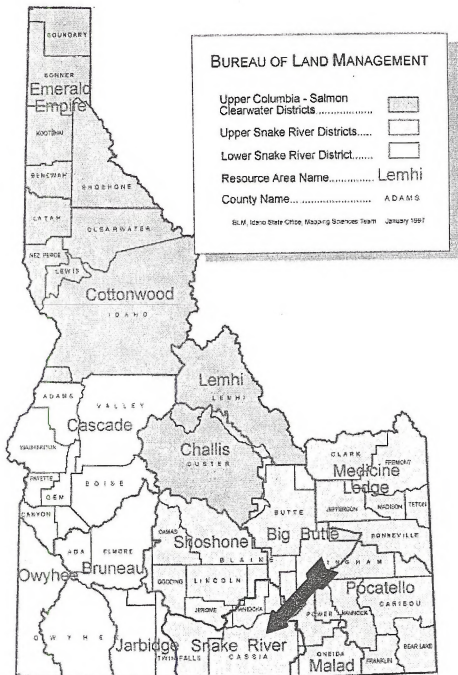 BOUNDARY
BONNER
Emerald
Empire
KOOTENAI
BENEWAH
SHOSHONE
LATAH
CLEARWATER
NEZ PERCE
LEWIS
Cottonwood
IDAHO
BUREAU OF LAND MANAGEMENT
Upper Columbia - Salmon
Clearwater Districts
Upper Snake River Districts
Lower Snake River District
Resource Area Name Lemhi
County Name ADAMS
BLM, Idaho State Office, Mapping Sciences Team January 1997
Lemhi
LEMHI
ADAMS
VALLEY
Cascade
WASHINGTON
Challis
CUSTER
CLARK
FREMONT
Medicine
Lodge
PAYETTE
GEM
BOISE
BUTTE
JEFFERSON
MADISON
TETON
CANYON
CAMAS
Shoshone
Big Butte
BONNEVILLE
ADA
ELMORE
BLAINE
BINGHAM
Owyhee
Bruneau
GOODING
LINCOLN
Pocatello
CARIBOU
JEROME
MINIDOKA
POWER
BANNOCK
OWYHEE
Jarbidge
Snake River
TWIN FALLS
CASSIA
ONEIDA
Malad
FRANKLIN
BEAR LAKE